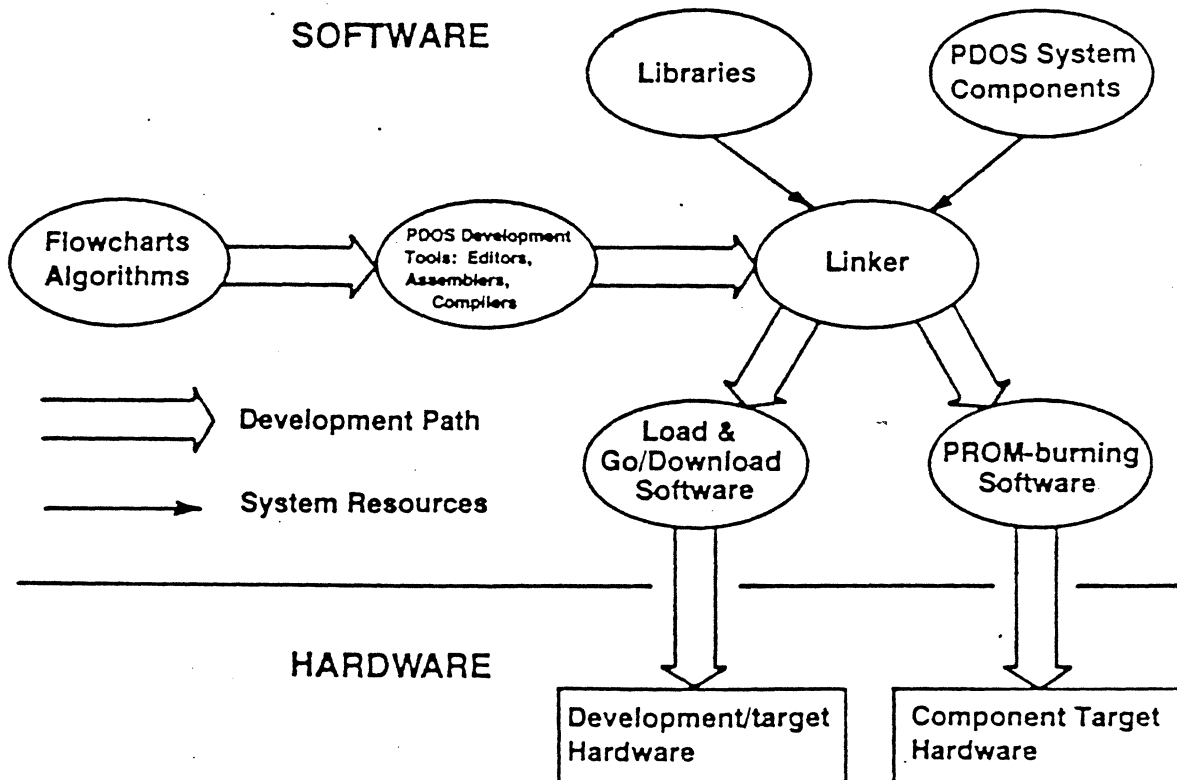 SOFTWARE
Libraries
PDOS System
Components
Flowcharts
Algorithms
PDOS Development
Tools: Editors,
Assemblers,
Compilers
Linker
Development Path
System Resources
Load &
Go/Download
Software
PROM-burning
Software
HARDWARE
Development/target
Hardware
Component Target
Hardware